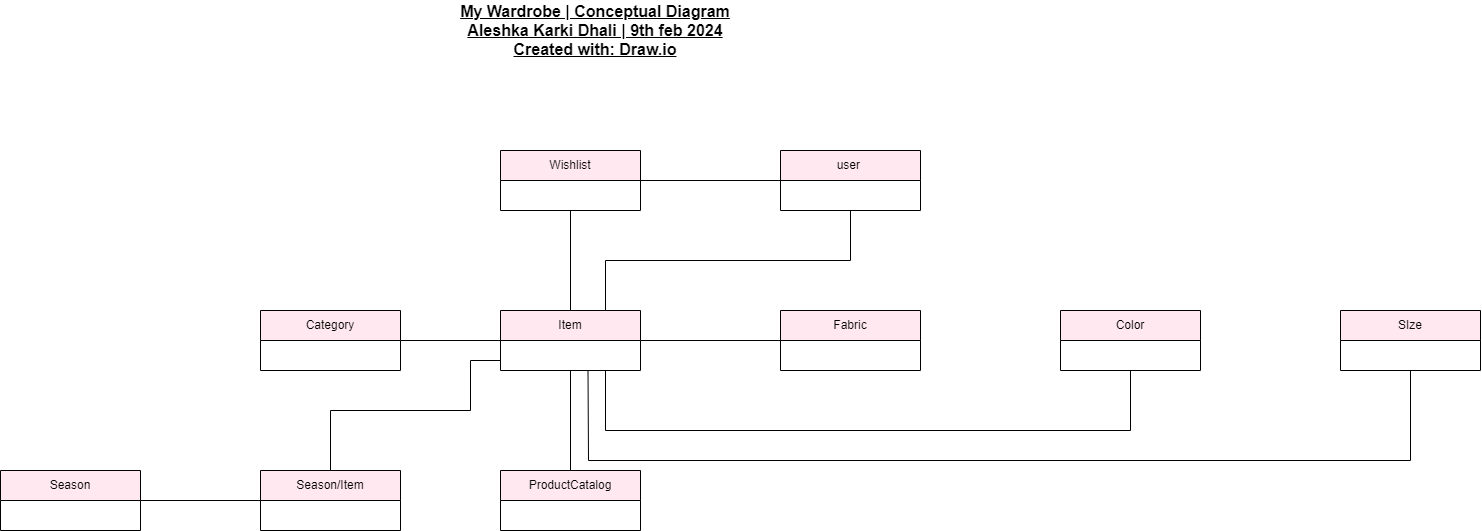 My Wardrobe | Conceptual Diagram
Aleshka Karki Dhali | 9th feb 2024
Created with: Draw.io
Wishlist
user
Category
Item
Fabric
Color
SIze
Season
Season/Item
ProductCatalog